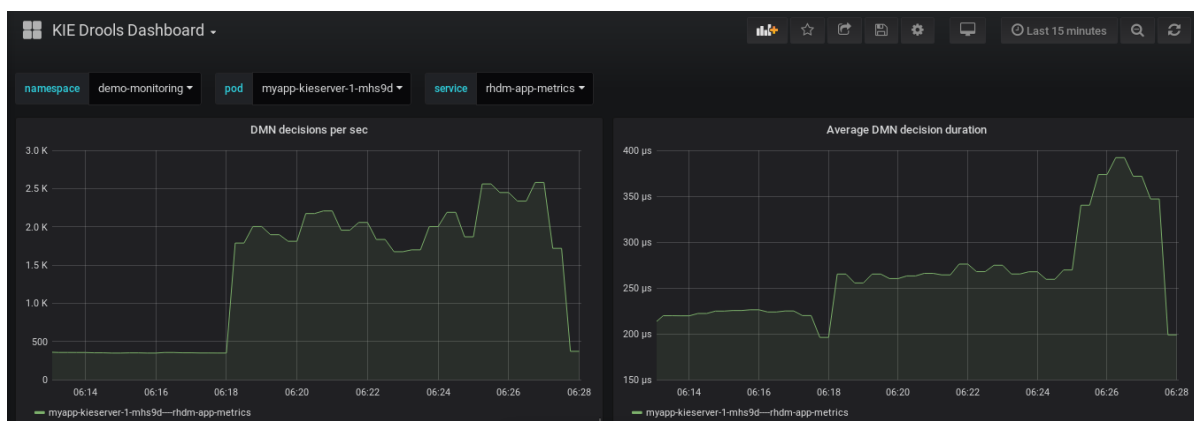 KIE Drools Dashboard
Last 15 minutes
namespace demo-monitoring pod myapp-kieserver-1-mhs9d service rhdm-app-metrics
DMN decisions per sec
3.0 K
2.5 K
2.0 K
1.5 K
1.0 K
500
0
06:14 06:16 06:18 06:20 06:22 06:24 06:26 06:28
myapp-kieserver-1-mhs9d—rhdm-app-metrics
Average DMN decision duration
400 µs
350 µs
300 µs
250 µs
200 µs
150 µs
06:14 06:16 06:18 06:20 06:22 06:24 06:26 06:28
myapp-kieserver-1-mhs9d—rhdm-app-metrics